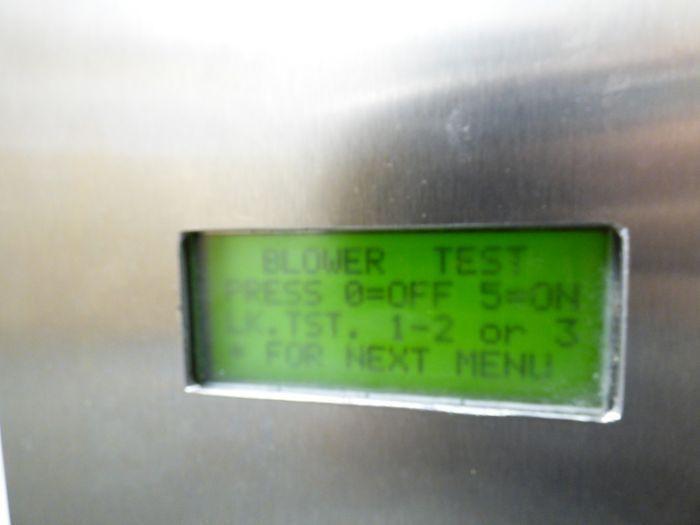 BLOWER TEST
PRESS 0=OFF 5=ON
LK.TST. 1-2 or 3
* FOR NEXT MENU